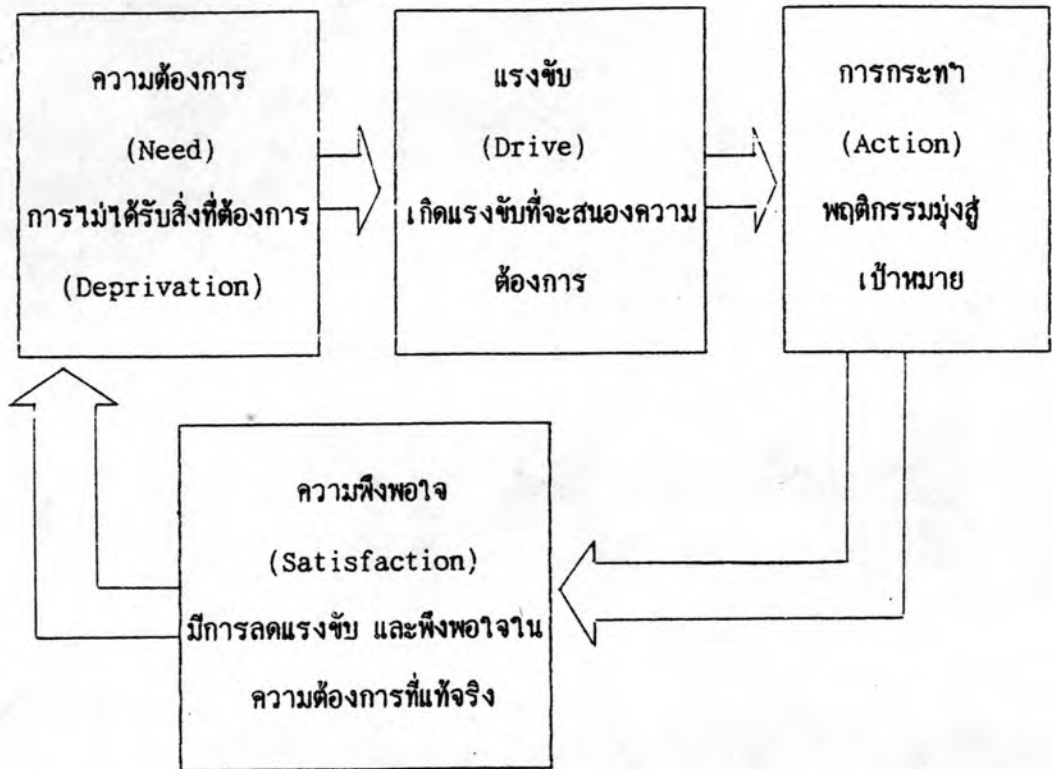 ความต้องการ
(Need)
การไม่ได้รับสิ่งที่ต้องการ
(Deprivation)
แรงขับ
(Drive)
เกิดแรงขับที่จะสนองความ
ต้องการ
การกระทำ
(Action)
พฤติกรรมมุ่งสู่
เป้าหมาย
ความพึงพอใจ
(Satisfaction)
มีการลดแรงขับ และพึงพอใจใน
ความต้องการที่แท้จริง